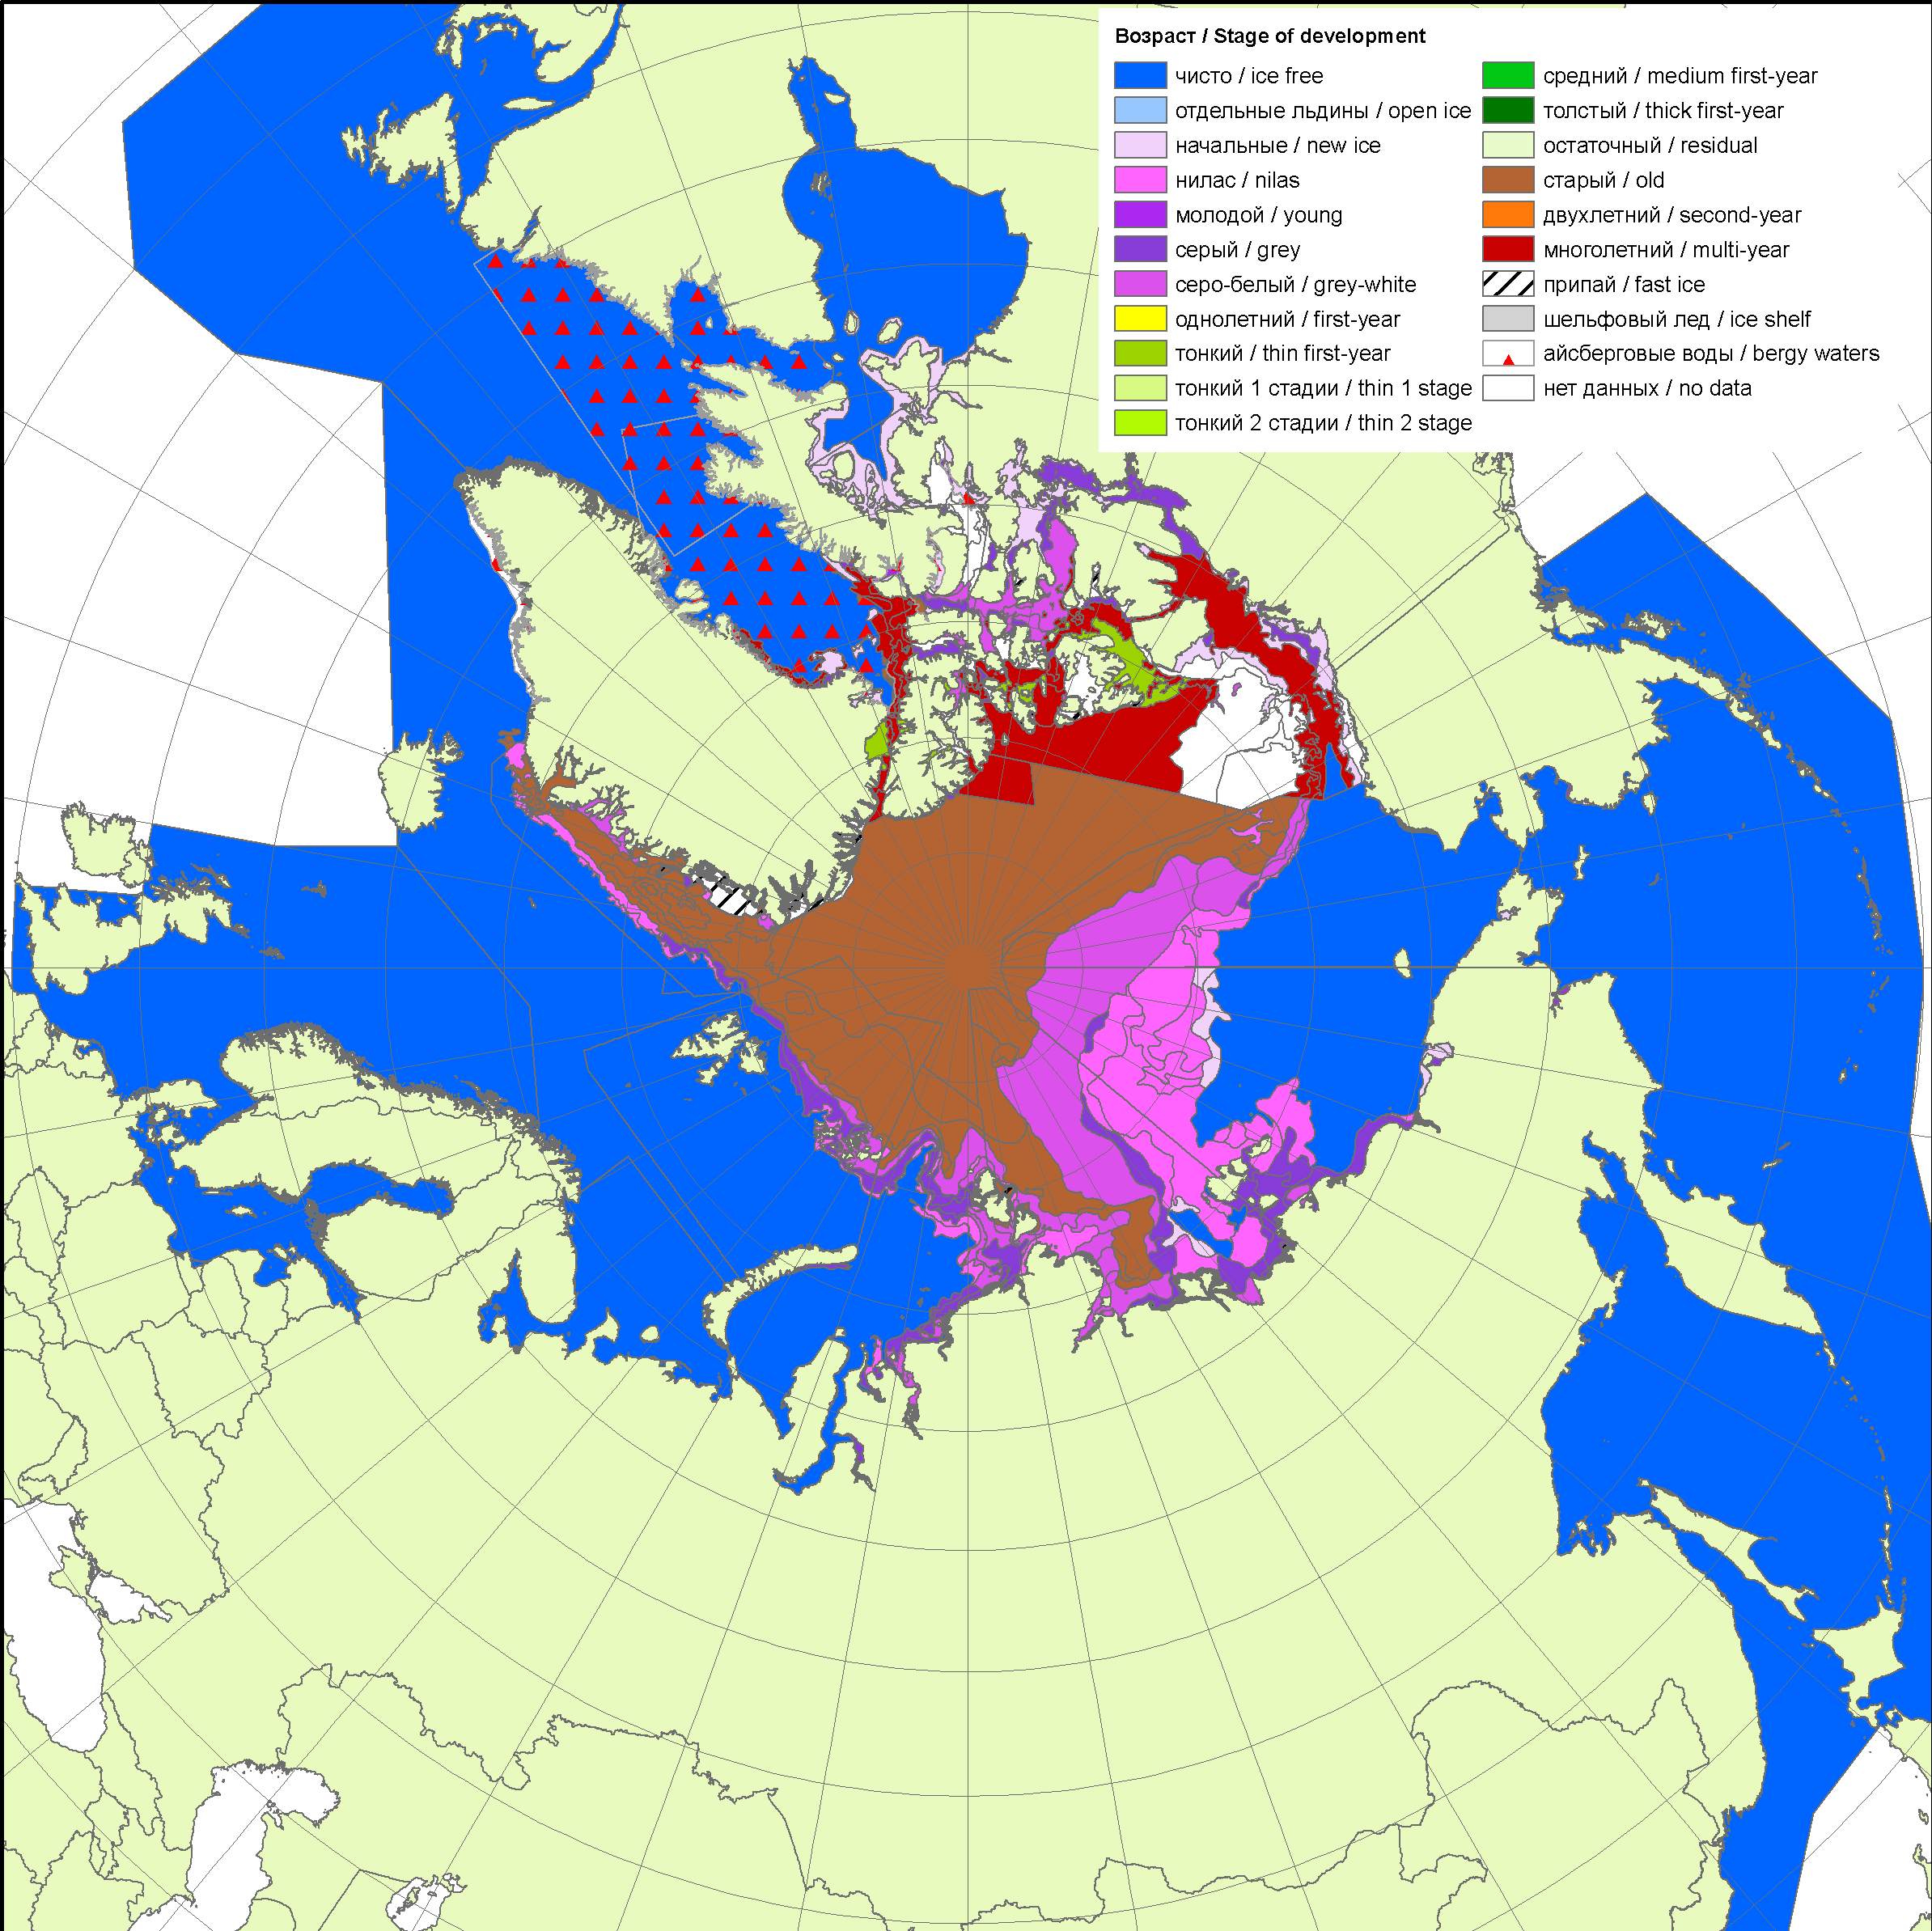 Возраст / Stage of development
чисто / ice free
отдельные льдины / open ice
начальные / new ice
нилас / nilas
молодой / young
серый / grey
серо-белый / grey-white
однолетний / first-year
тонкий / thin first-year
тонкий 1 стадии / thin 1 stage
тонкий 2 стадии / thin 2 stage
средний / medium first-year
толстый / thick first-year
остаточный / residual
старый / old
двухлетний / second-year
многолетний / multi-year
припай / fast ice
шельфовый лед / ice shelf
айсберговые воды / bergy waters
нет данных / no data